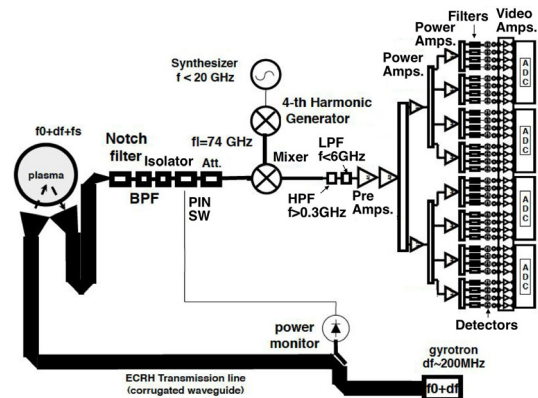 Filters
Video
Amps.
Power
Amps.
Power
Amps.
Synthesizer
f < 20 GHz
4-th Harmonic
Generator
f0+df+fs
Notch
filter
fl=74 GHz
Isolator
Att.
Mixer
LPF
f<6GHz
plasma
BPF
PIN
SW
HPF
f>0.3GHz
Pre
Amps.
ADC
ADC
ADC
ADC
Detectors
power
monitor
gyrotron
df~200MHz
f0+df
ECRH Transmission line
(corrugated waveguide)